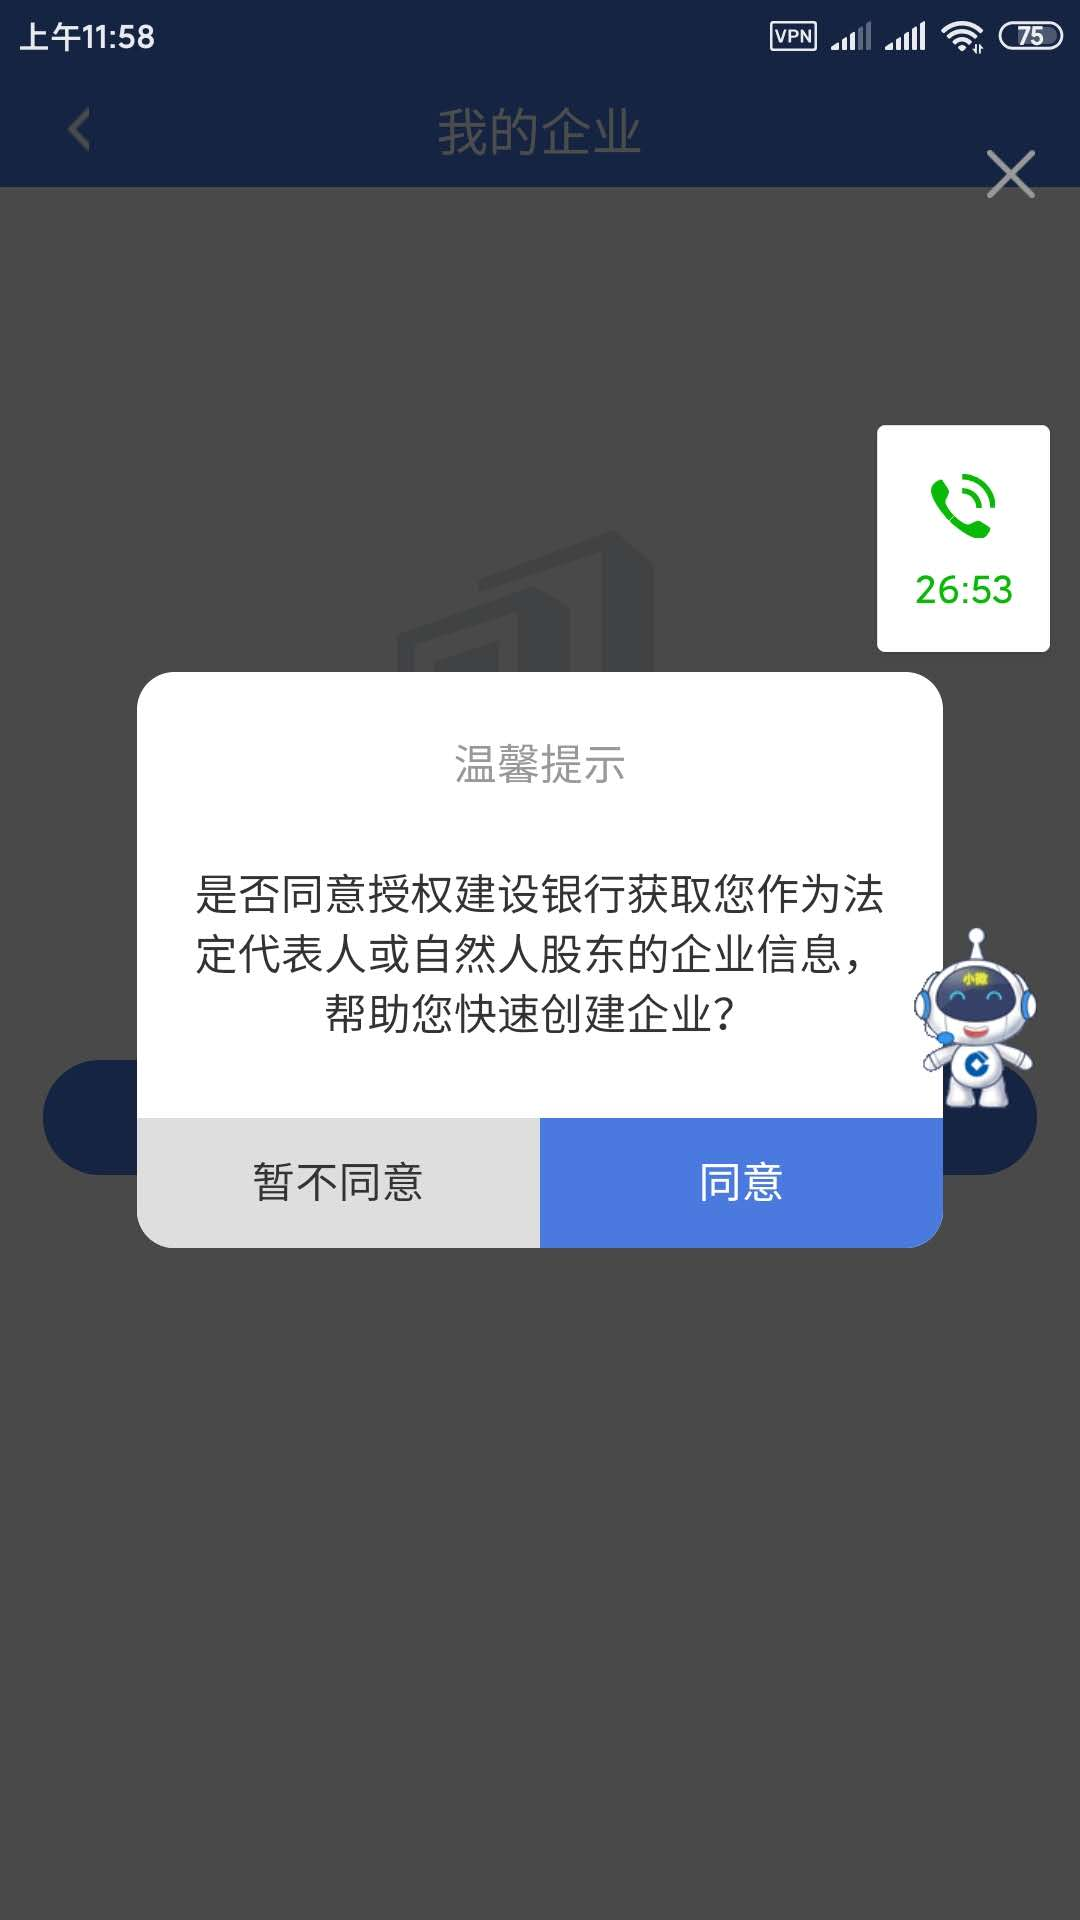 上午11:58
VPN
75
我的企业
26:53
温馨提示
是否同意授权建设银行获取您作为法
定代表人或自然人股东的企业信息，
帮助您快速创建企业？
小微
暂不同意
同意